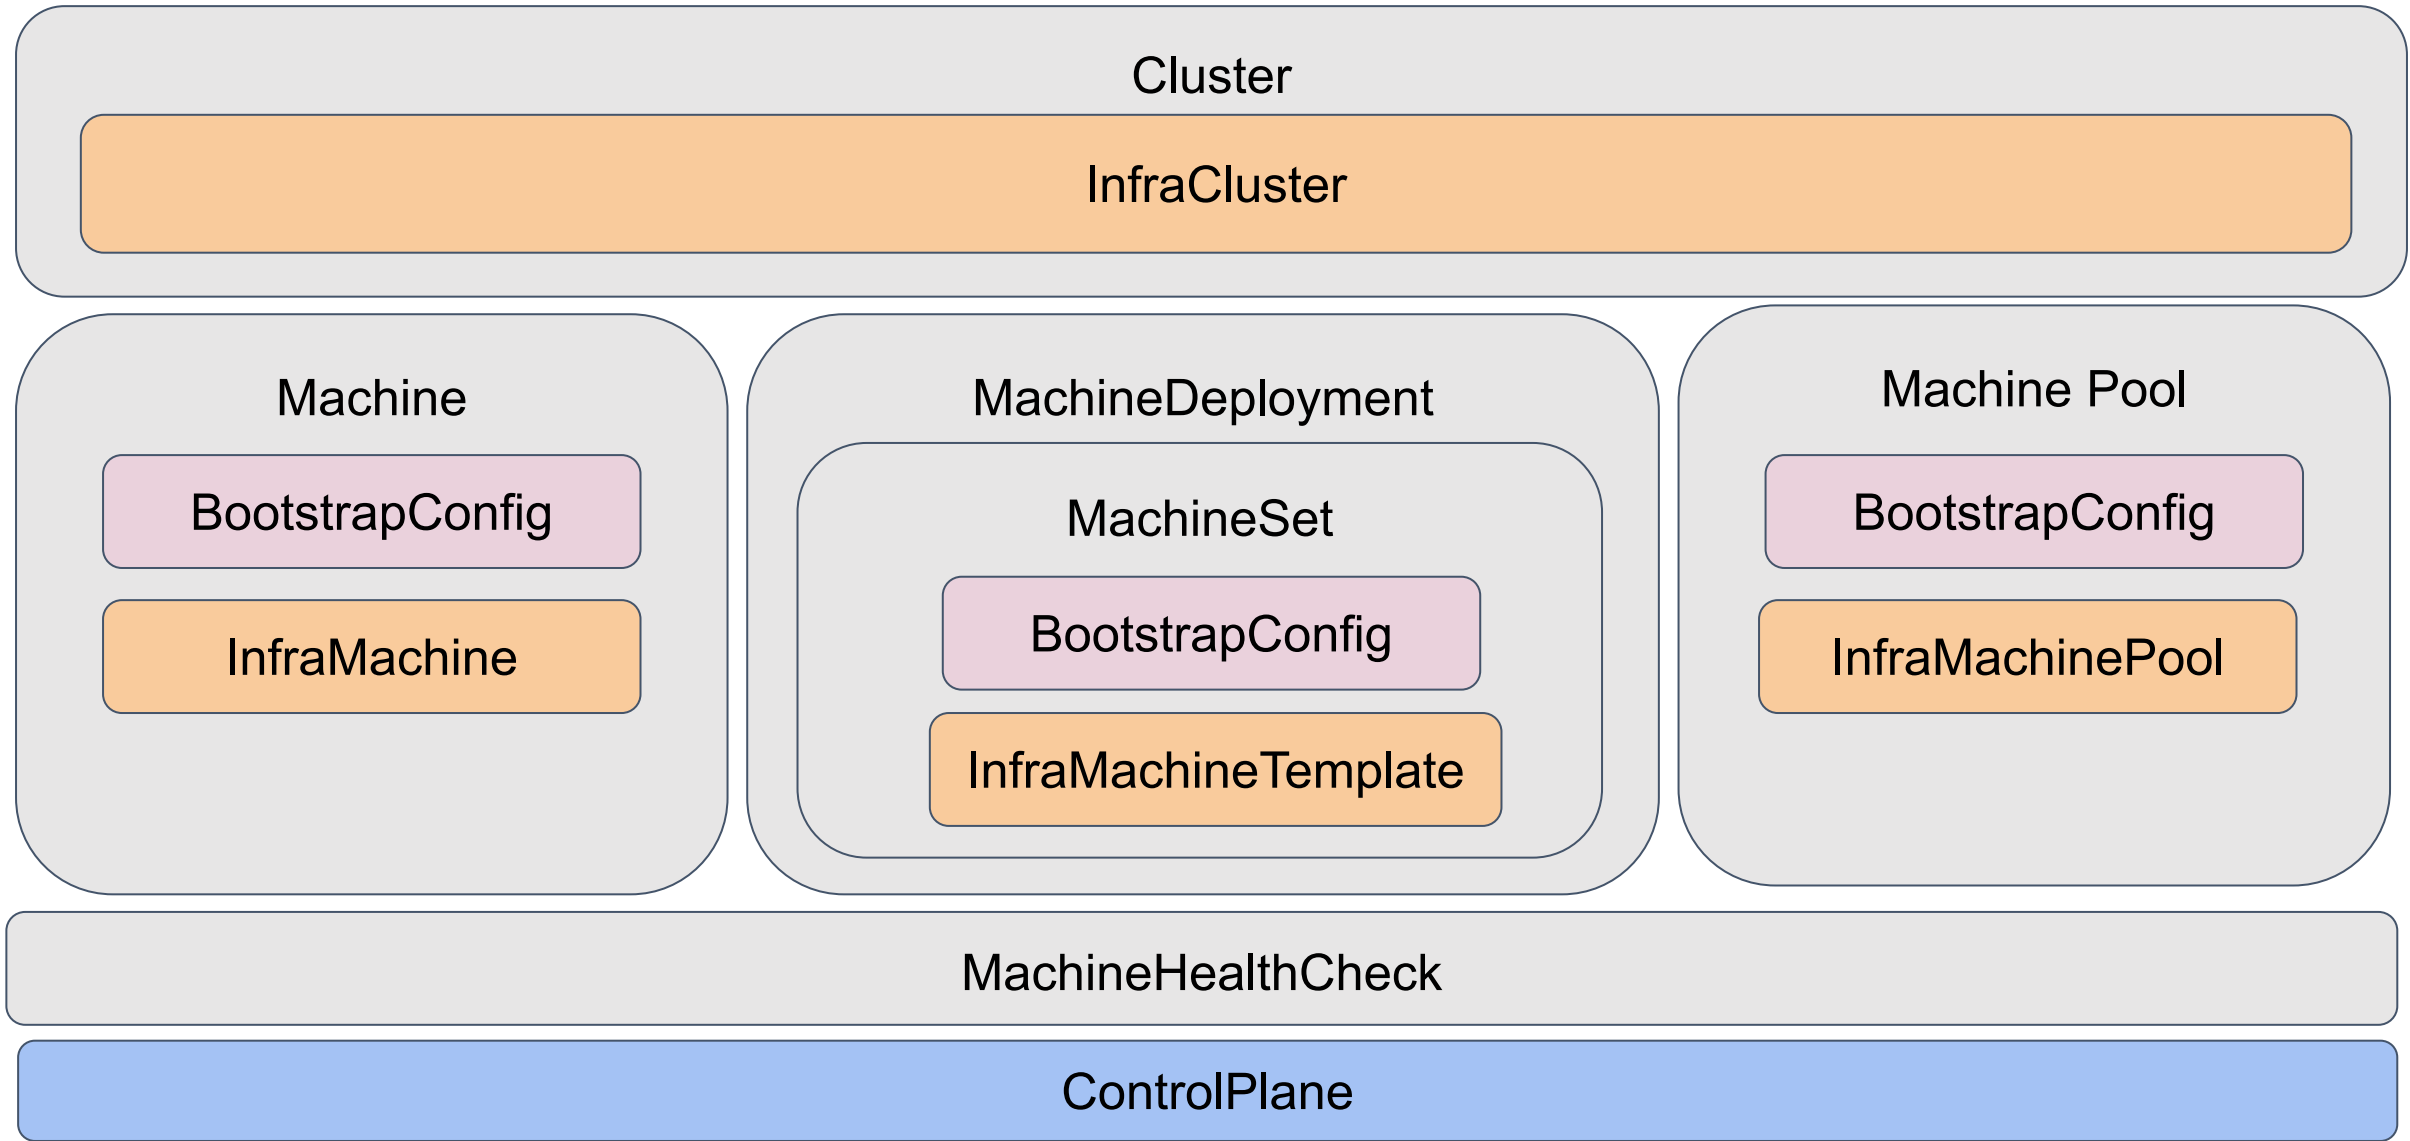 Cluster
InfraCluster
Machine
BootstrapConfig
InfraMachine
MachineDeployment
MachineSet
BootstrapConfig
InfraMachineTemplate
Machine Pool
BootstrapConfig
InfraMachinePool
MachineHealthCheck
ControlPlane